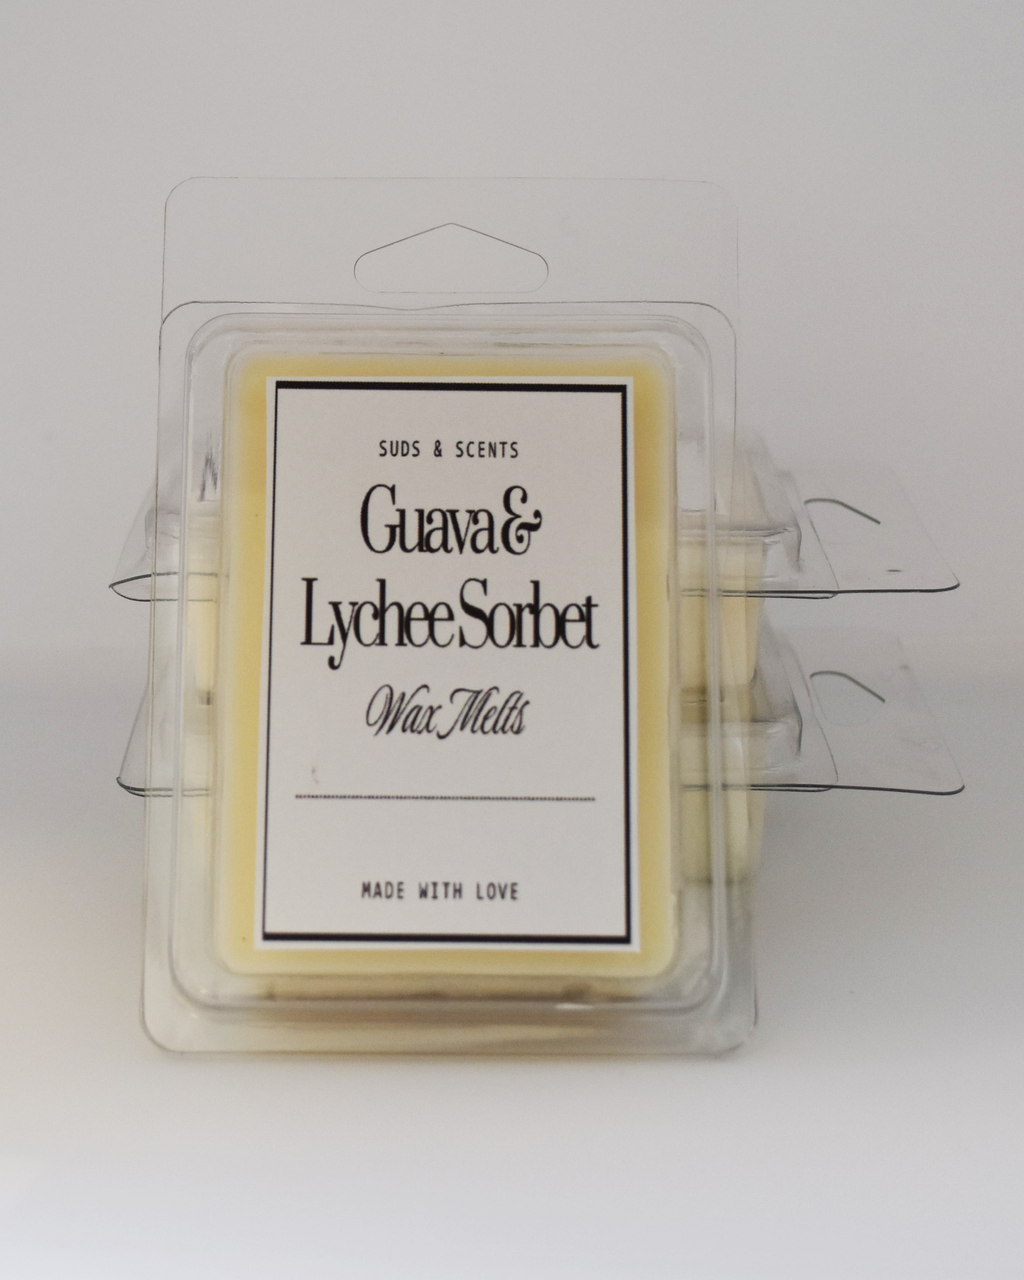 SUDS & SCENTS
Guava &
Lychee Sorbet
Wax Melts
MADE WITH LOVE